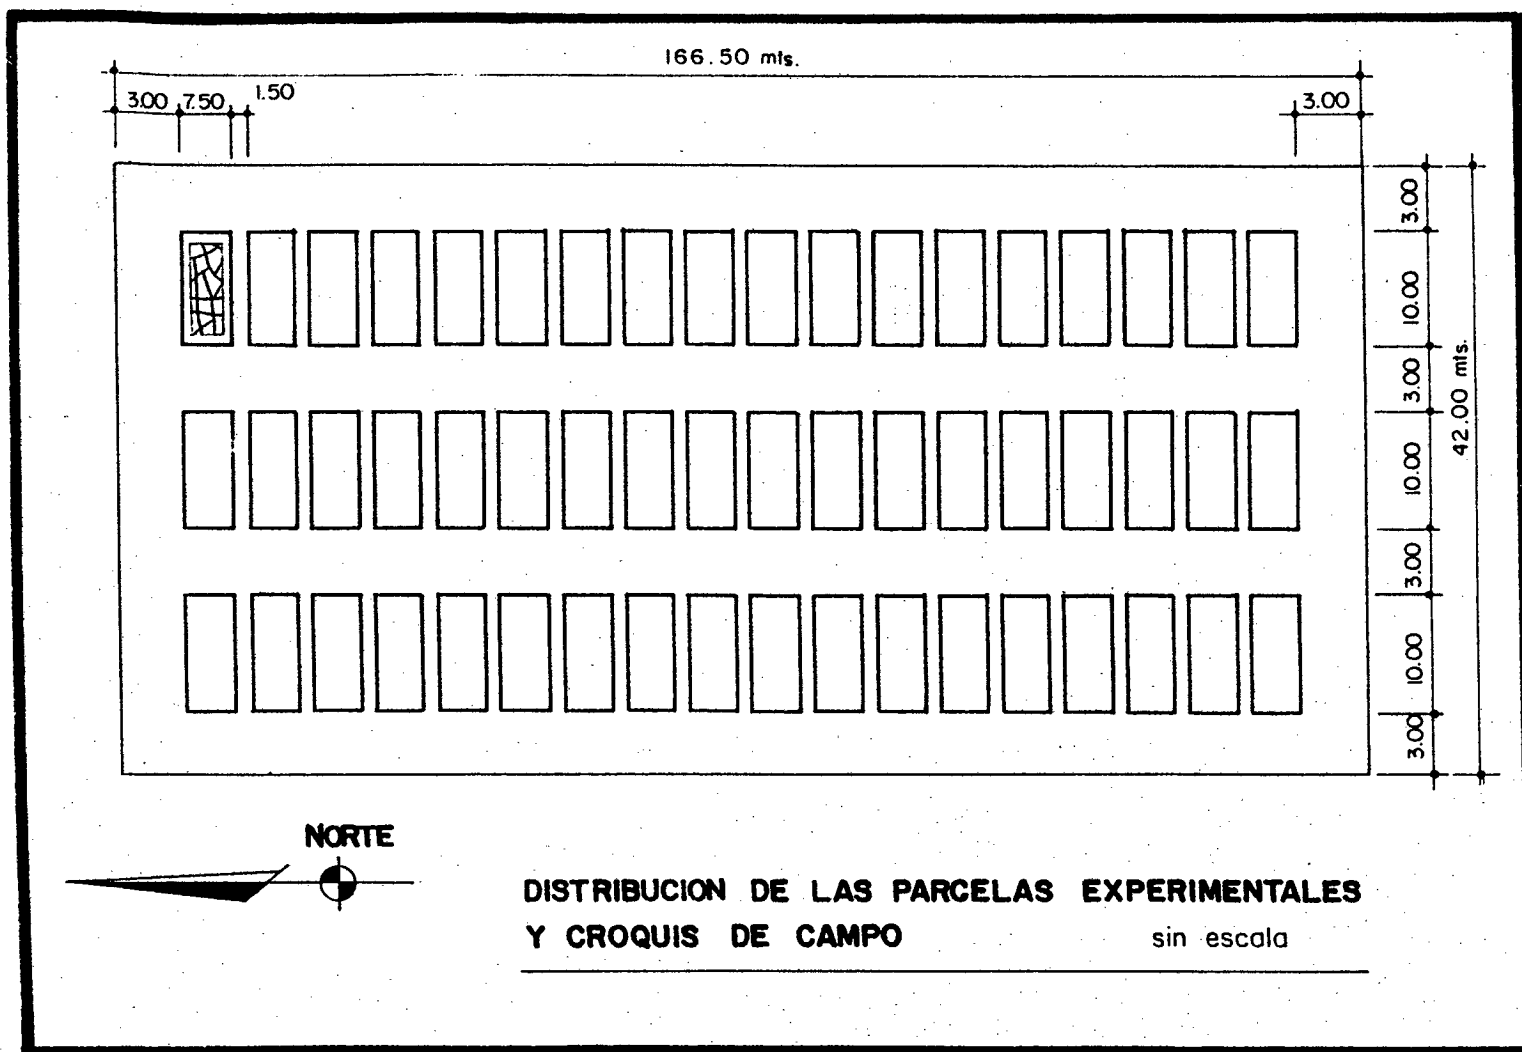 166.50 mts.
3.00 7.50 1.50 3.00
3.00
10.00
3.00
10.00
3.00
10.00
3.00
42.00 mts.
NORTE
DISTRIBUCION DE LAS PARCELAS EXPERIMENTALES
Y CROQUIS DE CAMPO sin escala